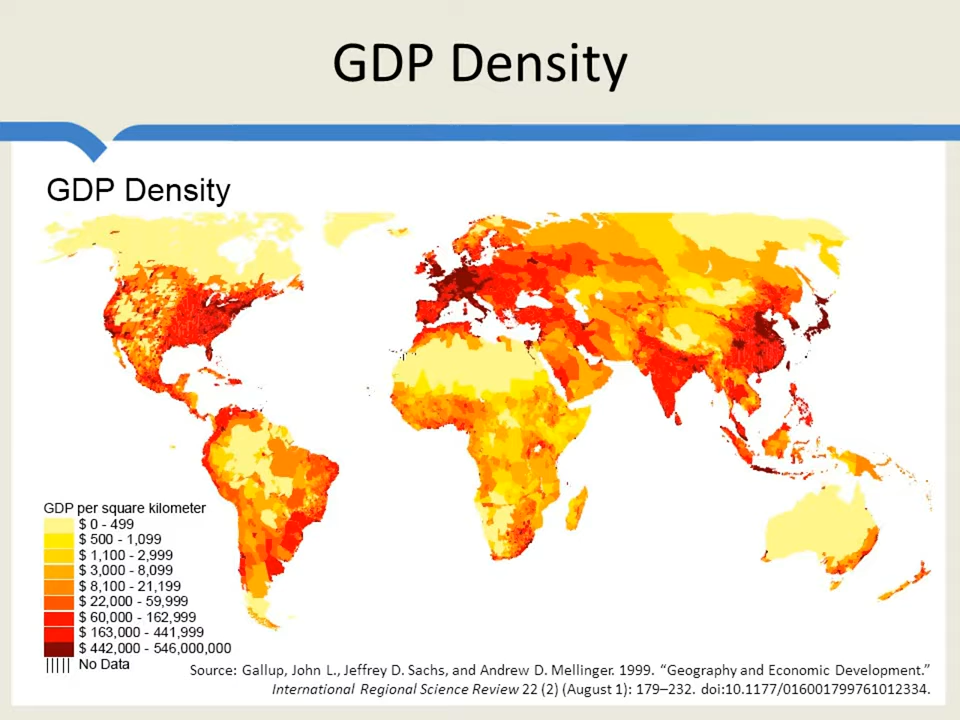 GDP Density
GDP Density
GDP per square kilometer
$ 0 - 499
$ 500 - 1,099
$ 1,100 - 2,999
$ 3,000 - 8,099
$ 8,100 - 21,199
$ 22,000 - 59,999
$ 60,000 - 162,999
$ 163,000 - 441,999
$ 442,000 - 546,000,000
No Data
Source: Gallup, John L., Jeffrey D. Sachs, and Andrew D. Mellinger. 1999. “Geography and Economic Development.”
International Regional Science Review 22 (2) (August 1): 179–232. doi:10.1177/016001799761012334.